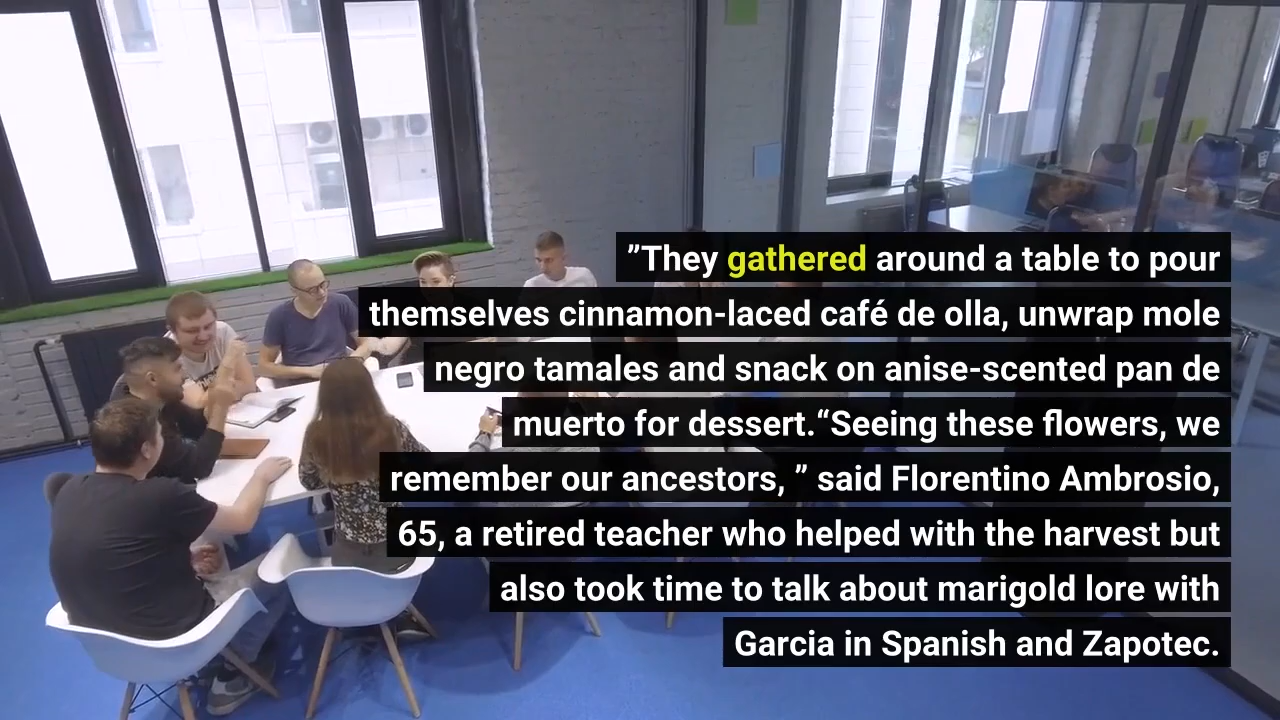 ”They gathered around a table to pour
themselves cinnamon-laced café de olla, unwrap mole
negro tamales and snack on anise-scented pan de
muerto for dessert.“Seeing these flowers, we
remember our ancestors, ” said Florentino Ambrosio,
65, a retired teacher who helped with the harvest but
also took time to talk about marigold lore with
Garcia in Spanish and Zapotec.